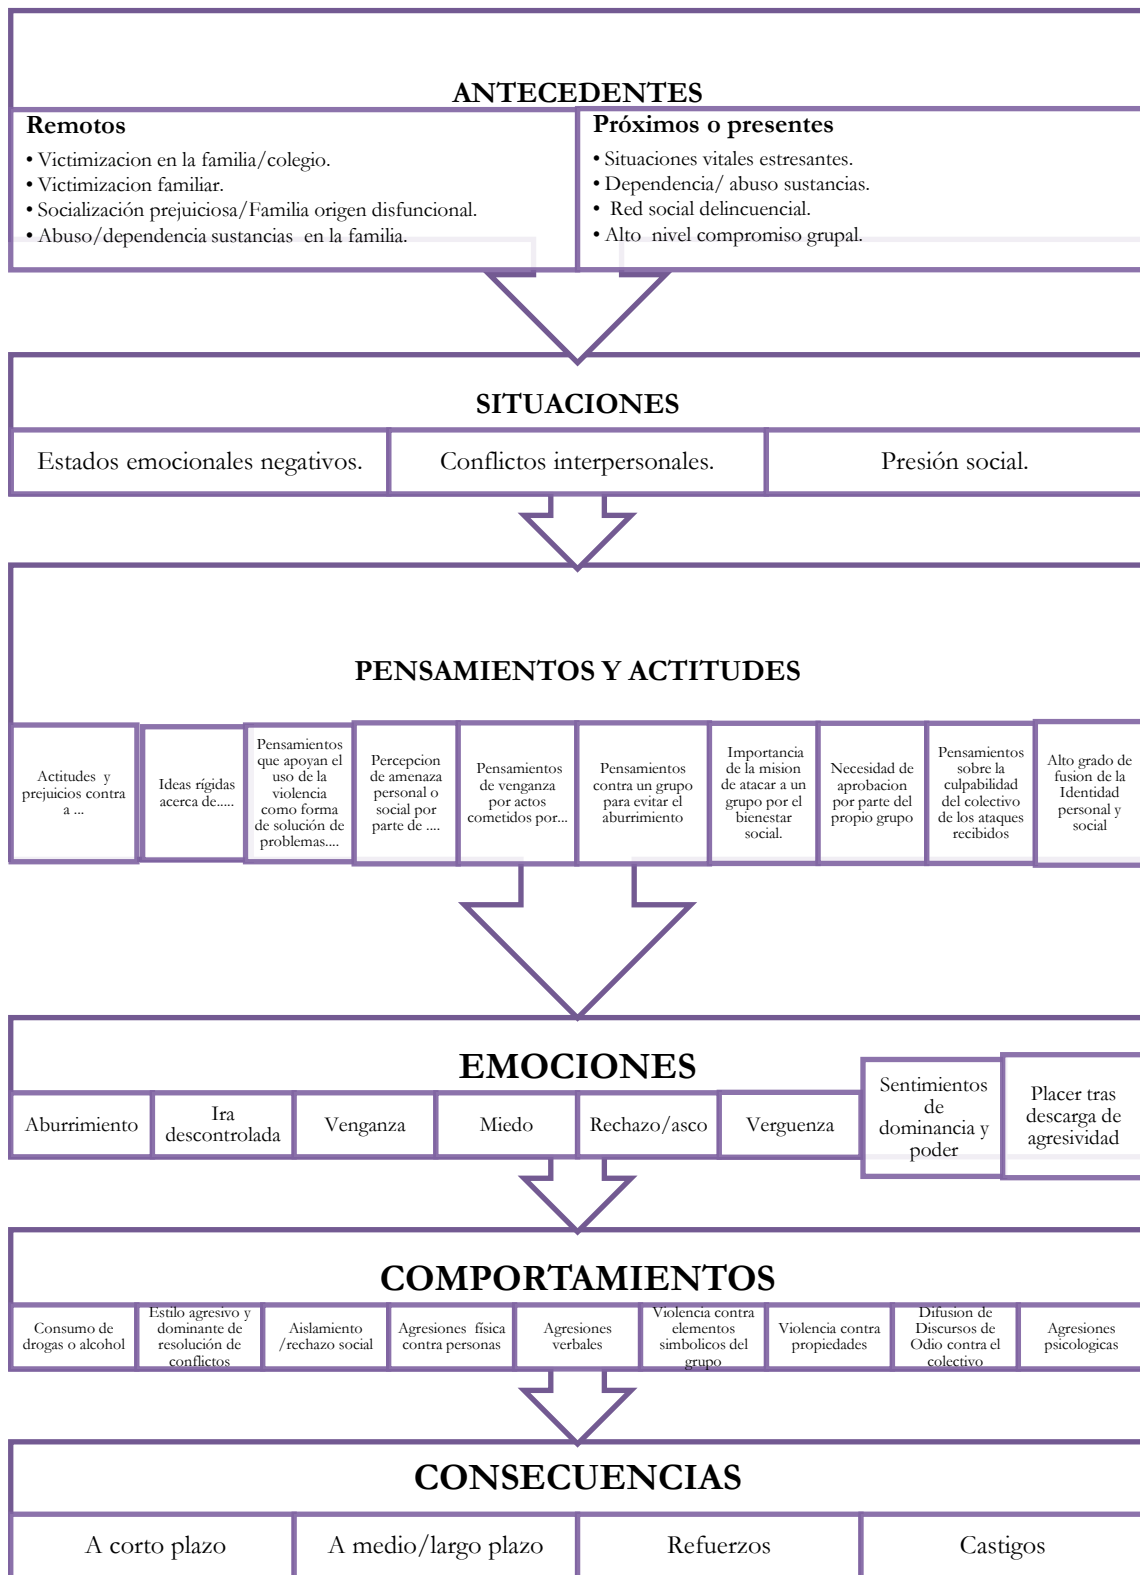 ANTECEDENTES
Remotos
• Victimizacion en la familia/colegio.
• Victimizacion familiar.
• Socialización prejuiciosa/Familia origen disfuncional.
• Abuso/dependencia sustancias en la familia.
Próximos o presentes
• Situaciones vitales estresantes.
• Dependencia/ abuso sustancias.
• Red social delincuencial.
• Alto nivel compromiso grupal.
SITUACIONES
Estados emocionales negativos.
Conflictos interpersonales.
Presión social.
PENSAMIENTOS Y ACTITUDES
Actitudes y
prejuicios contra
a ...
Ideas rígidas
acerca de.....
Pensamientos
que apoyan el
uso de la
violencia
como forma
de solución de
problemas....
Percepcion
de amenaza
personal o
social por
parte de ....
Pensamientos
de venganza
por actos
cometidos por...
Pensamientos
contra un grupo
para evitar el
aburrimiento
Importancia
de la mision
de atacar a un
grupo por el
bienestar
social.
Necesidad de
aprobacion
por parte del
propio grupo
Pensamientos
sobre la
culpabilidad
del colectivo
de los ataques
recibidos
Alto grado de
fusion de la
Identidad
personal y
social
EMOCIONES
Aburrimiento
Ira
descontrolada
Venganza
Miedo
Rechazo/asco
Verguenza
Sentimientos
de
dominancia y
poder
Placer tras
descarga de
agresividad
COMPORTAMIENTOS
Consumo de
drogas o alcohol
Estilo agresivo y
dominante de
resolución de
conflictos
Aislamiento
/rechazo social
Agresiones física
contra personas
Agresiones
verbales
Violencia contra
elementos
simbolicos del
grupo
Violencia contra
propiedades
Difusion de
Discursos de
Odio contra el
colectivo
Agresiones
psicologicas
CONSECUENCIAS
A corto plazo
A medio/largo plazo
Refuerzos
Castigos